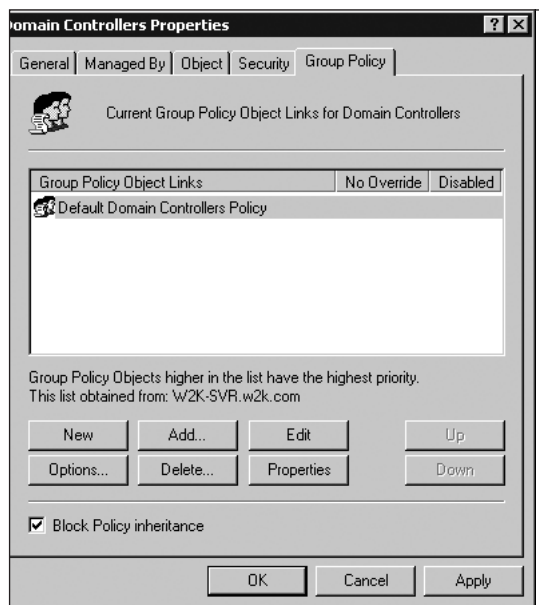 omain Controllers Properties
General Managed By Object Security Group Policy
Current Group Policy Object Links for Domain Controllers
Group Policy Object Links No Override Disabled
Default Domain Controllers Policy
Group Policy Objects higher in the list have the highest priority.
This list obtained from: W2K-SVR.w2k.com
New Add... Edit Up
Options... Delete... Properties Down
Block Policy inheritance
OK Cancel Apply